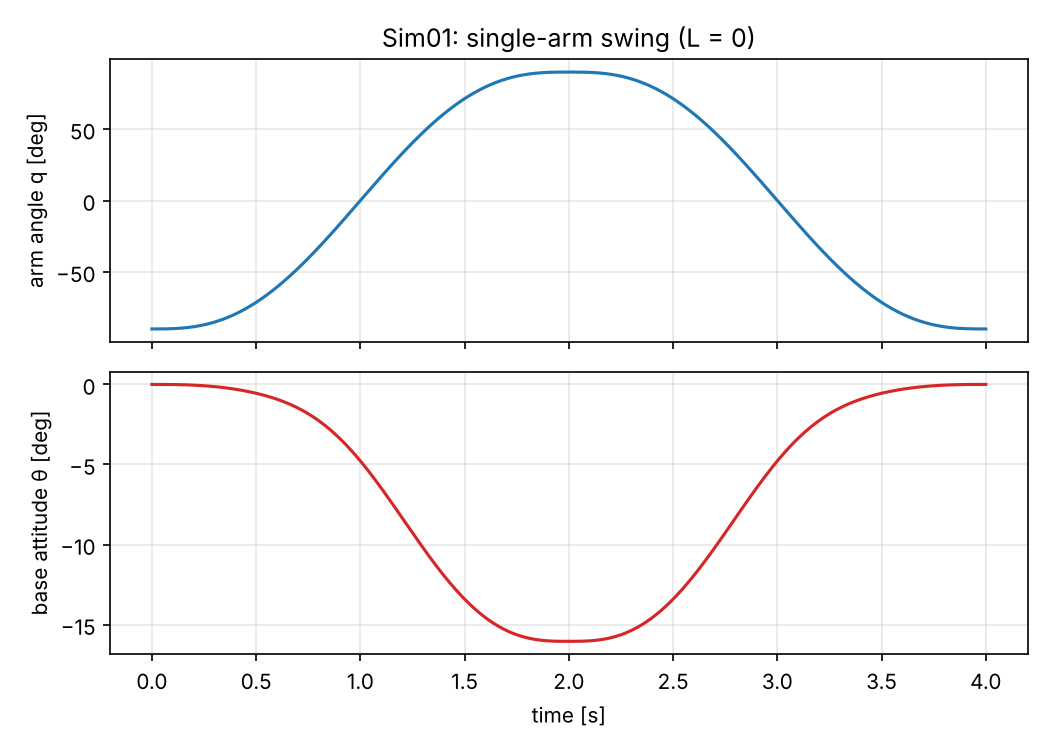 Sim01: single-arm swing (L = 0)
arm angle q [deg]
50
0
−50
base attitude θ [deg]
0
−5
−10
−15
0.0 0.5 1.0 1.5 2.0 2.5 3.0 3.5 4.0
time [s]